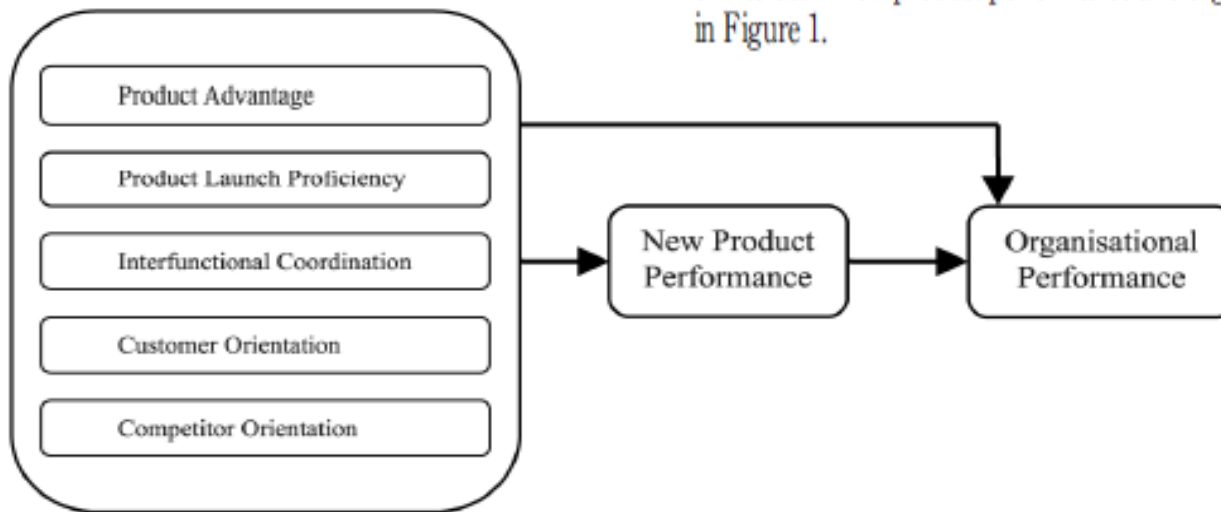 in Figure 1.
Product Advantage
Product Launch Proficiency
Interfunctional Coordination
Customer Orientation
Competitor Orientation
New Product
Performance
Organisational
Performance